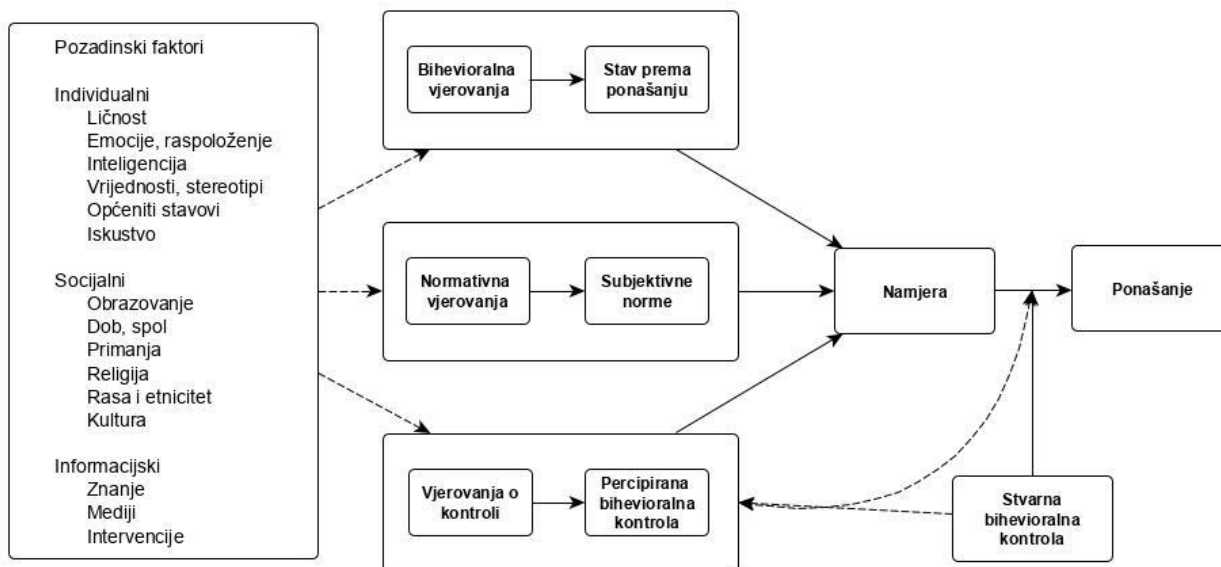 Pozadinski faktori
Individualni
Ličnost
Emocije, raspoloženje
Inteligencija
Vrijednosti, stereotipi
Općeniti stavovi
Iskustvo
Socijalni
Obrazovanje
Dob, spol
Primanja
Religija
Rasa i etnicitet
Kultura
Informacijski
Znanje
Mediji
Intervencije
Bihevioralna
vjerovanja
Stav prema
ponašanju
Normativna
vjerovanja
Subjektivne
norme
Vjerovanja o
kontroli
Percipirana
bihevioralna
kontrola
Namjera
Ponašanje
Stvarna
bihevioralna
kontrola